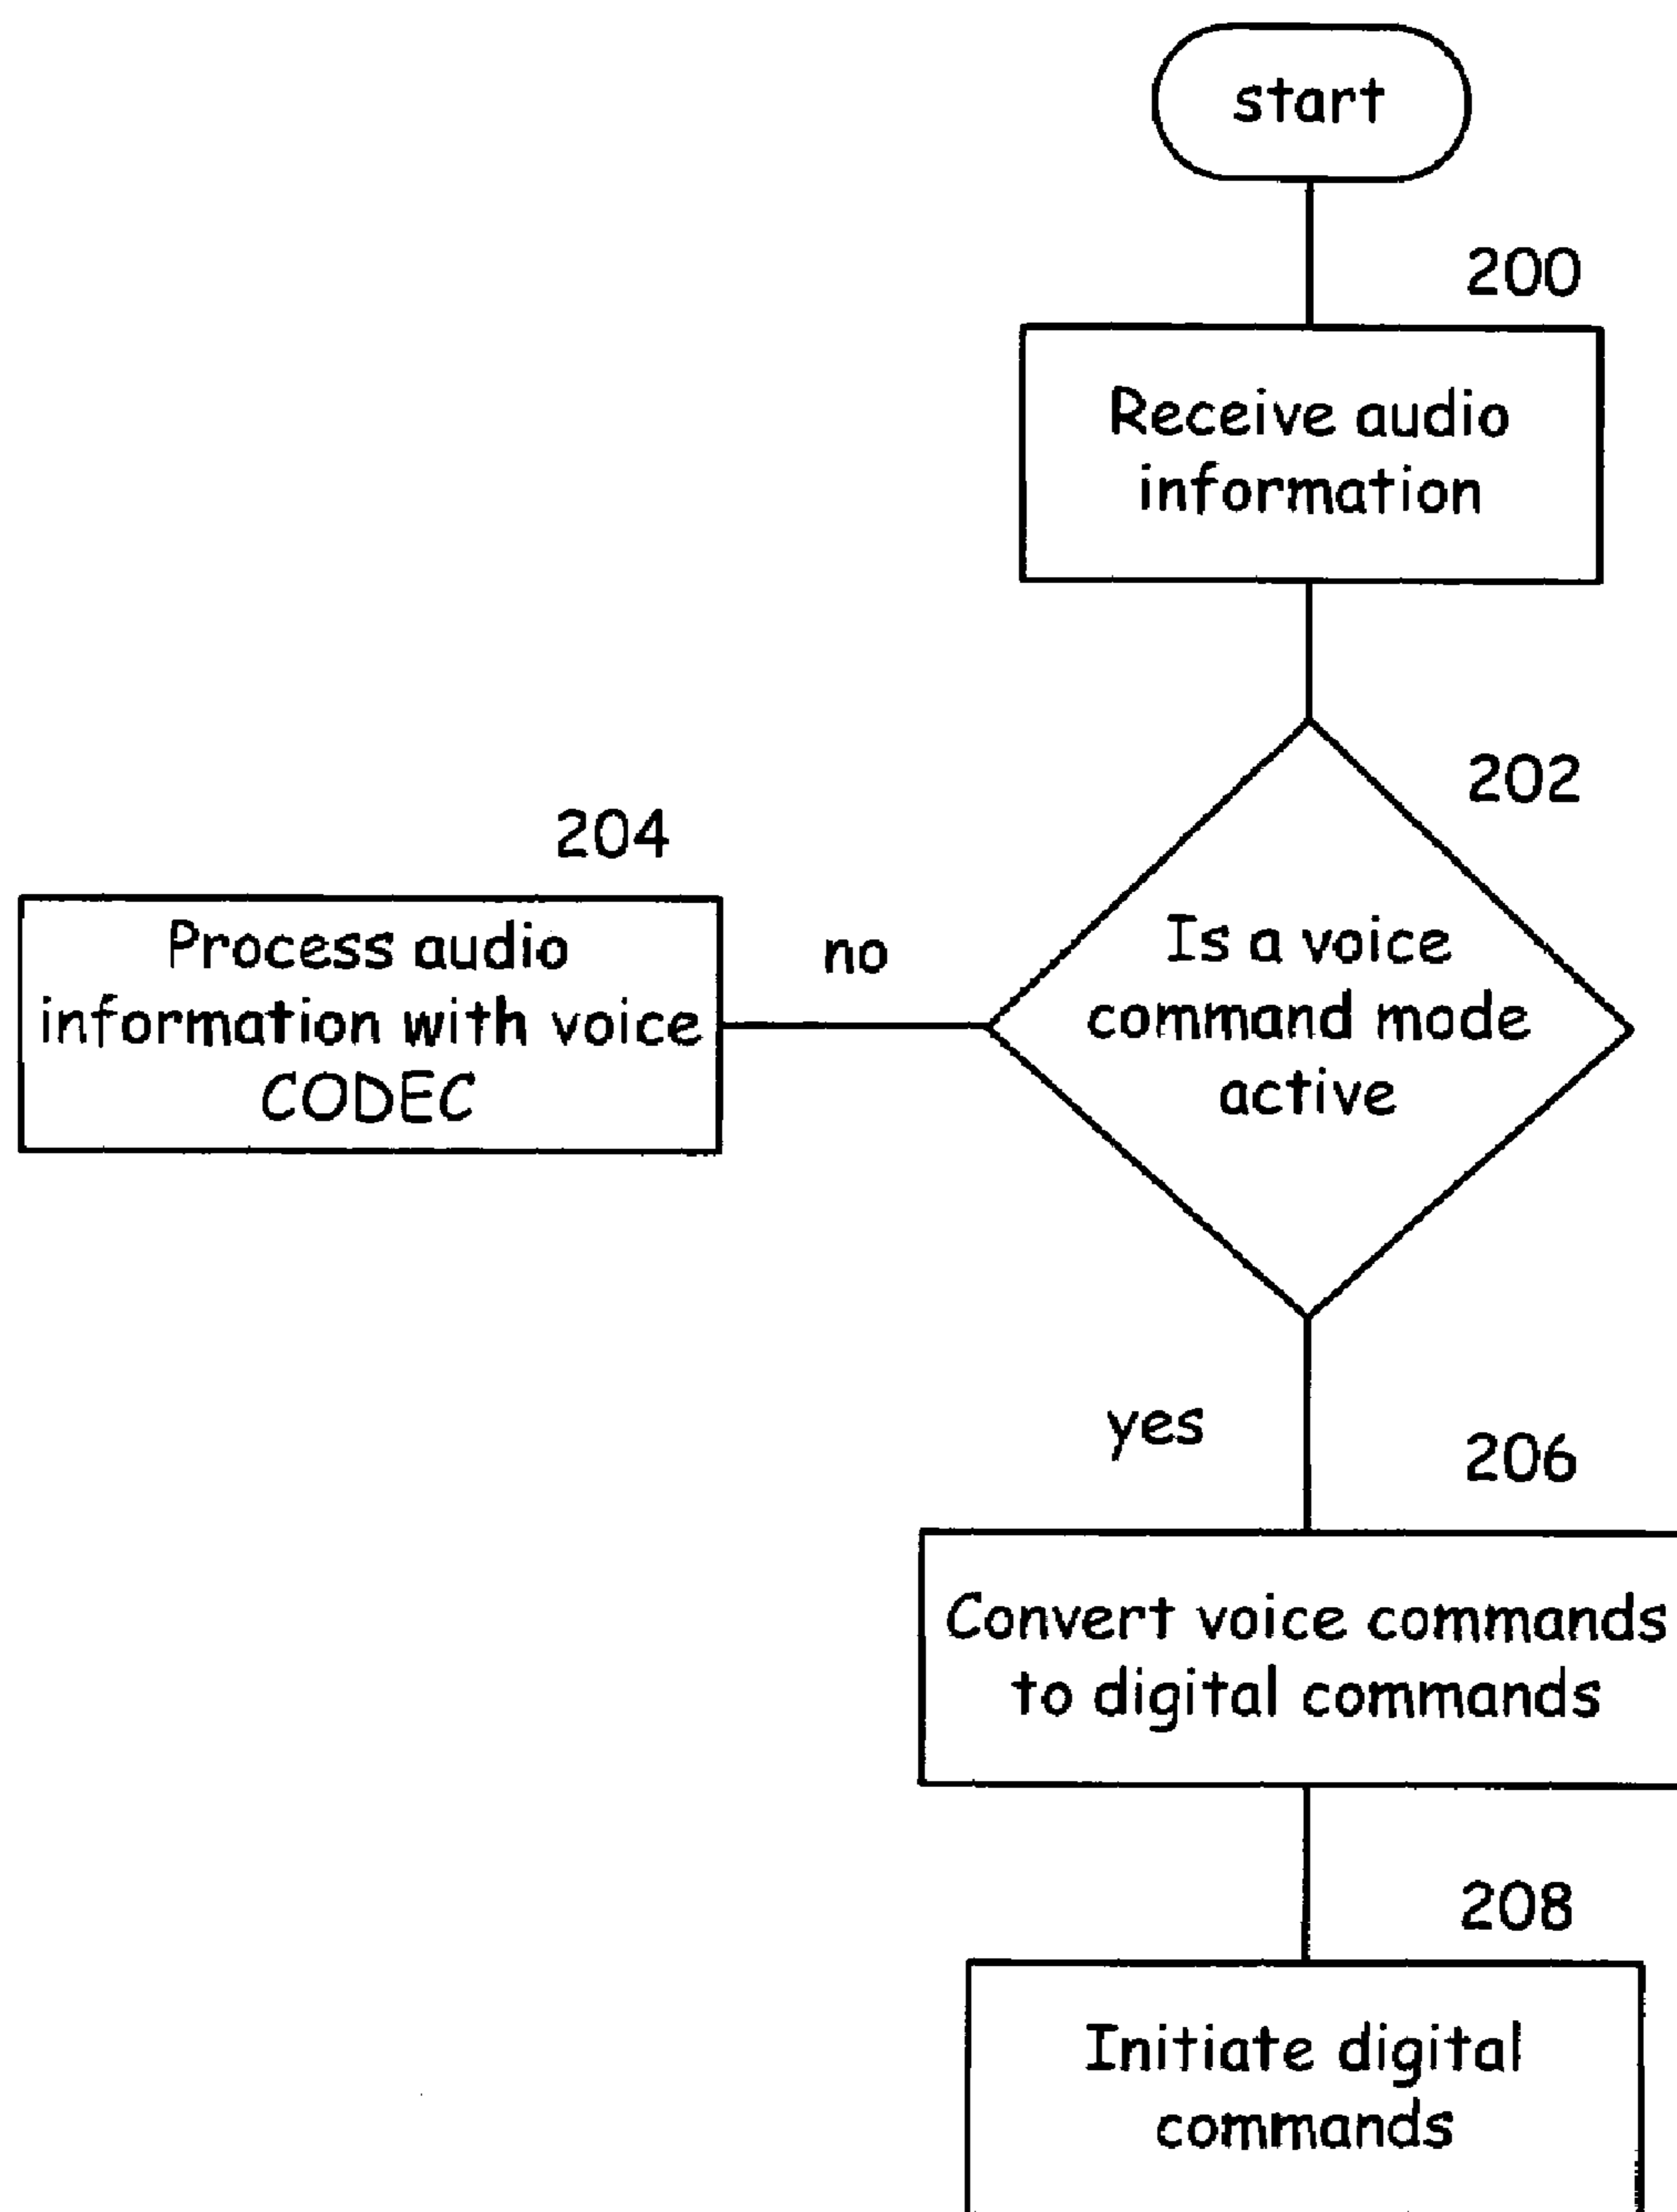 start
200
Receive audio
information
202
Is a voice
command mode
active
204
Process audio
information with voice
CODEC
no
yes
206
Convert voice commands
to digital commands
208
Initiate digital
commands